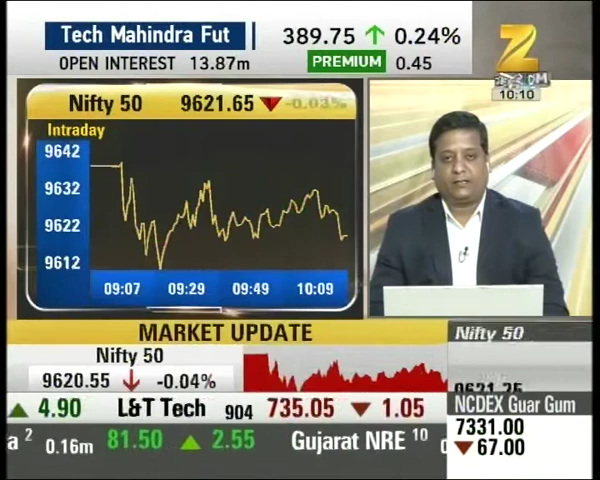 Tech Mahindra Fut 389.75 0.24%
OPEN INTEREST 13.87m PREMIUM 0.45
Z
10:10
Nifty 50 9621.65 -0.03%
Intraday
9642
9632
9622
9612
09:07 09:29 09:49 10:09
MARKET UPDATE
Nifty 50
9620.55 -0.04%
Nifty 50
9621.25
4.90 L&T Tech 904 735.05 1.05
NCDEX Guar Gum
7331.00
67.00
a 2 0.16m 81.50 2.55 Gujarat NRE 10